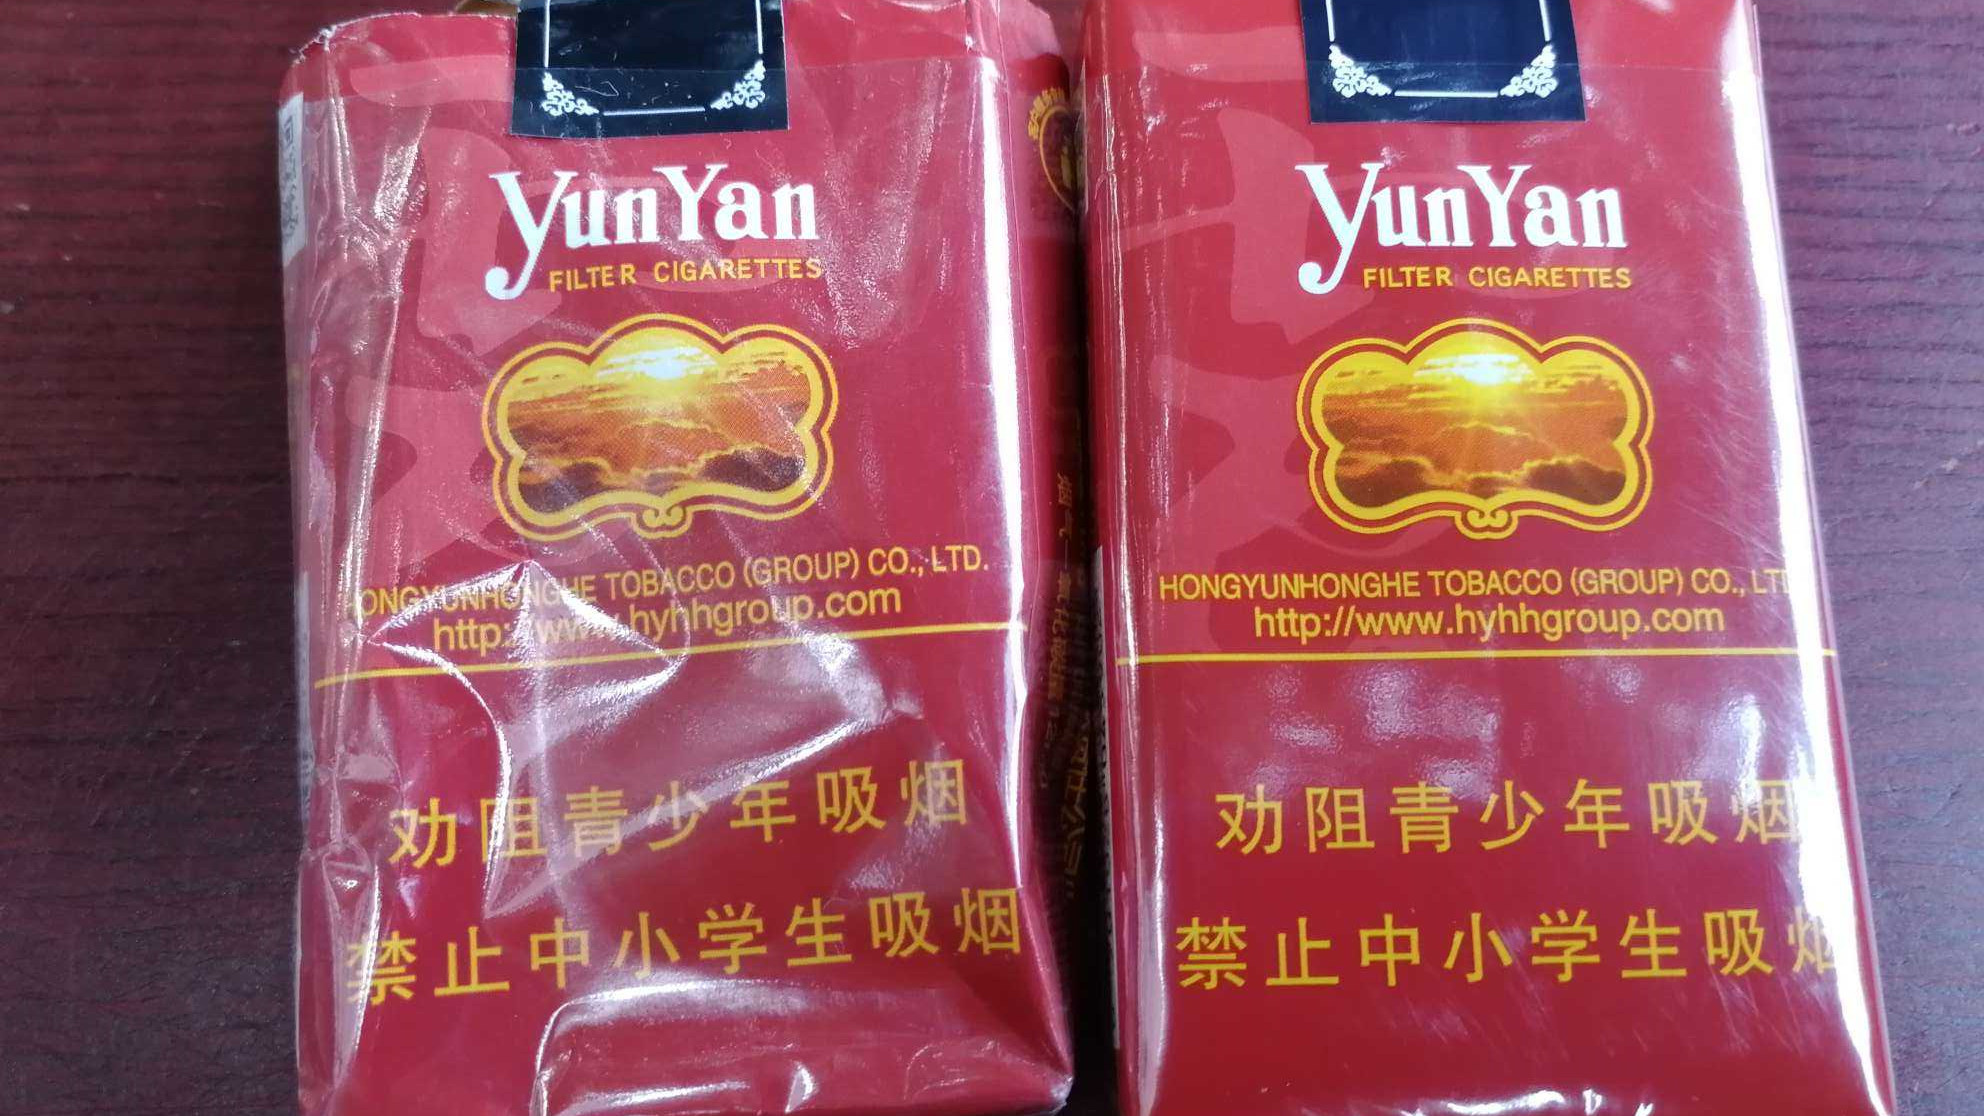 YunYan
FILTER CIGARETTES
HONGYUNHONGHE TOBACCO (GROUP) CO., LTD.
http://www.hyhhgroup.com
劝阻青少年吸烟
禁止中小学生吸烟
YunYan
FILTER CIGARETTES
HONGYUNHONGHE TOBACCO (GROUP) CO., LTD
http://www.hyhhgroup.com
劝阻青少年吸烟
禁止中小学生吸烟